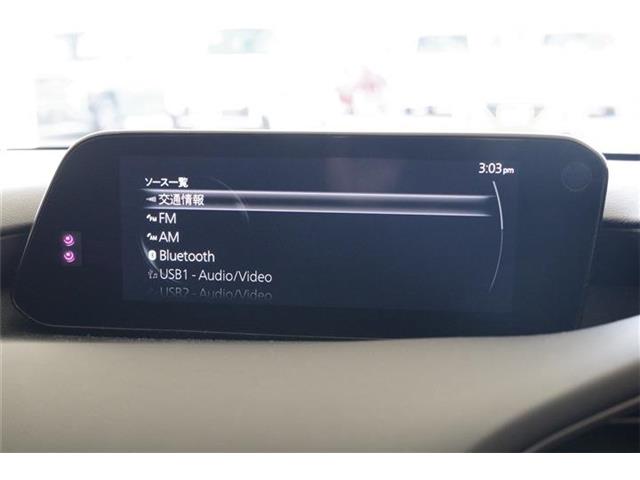 3:03pm
ソース一覧
交通情報
FM
AM
Bluetooth
USB1 - Audio/Video
USB2 - Audio/Video